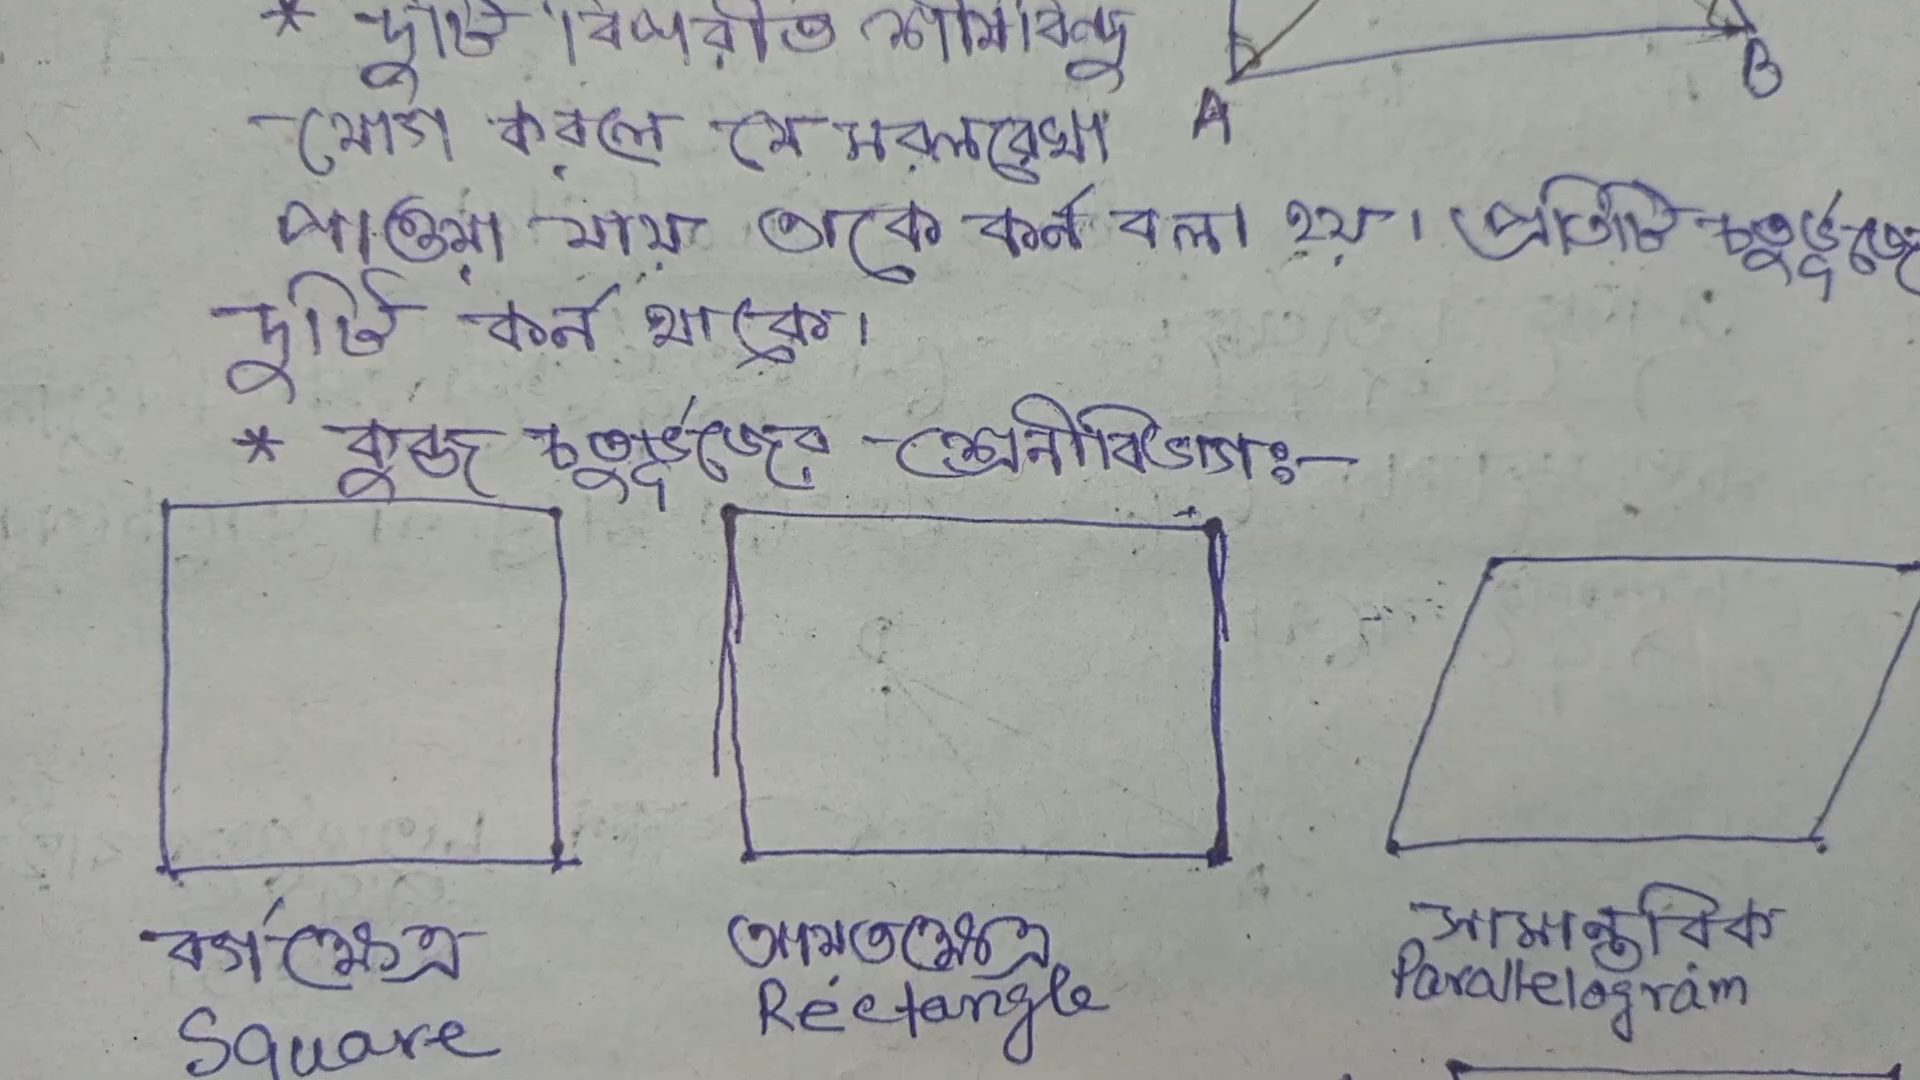 * দুটি বিপরীত শীর্ষবিন্দু
যোগ করলে যে সরলরেখা
A
B
পাওয়া যায় তাকে কর্ন বলা হয়। প্রতিটি চতুর্ভুজে
দুটি কর্ন থাকে।
* কুব্জ চতুর্ভুজের শ্রেনীবিভাগঃ-
বর্গক্ষেত্র
আয়তক্ষেত্র
সামান্তরিক
Square
Rectangle
Parallelogram